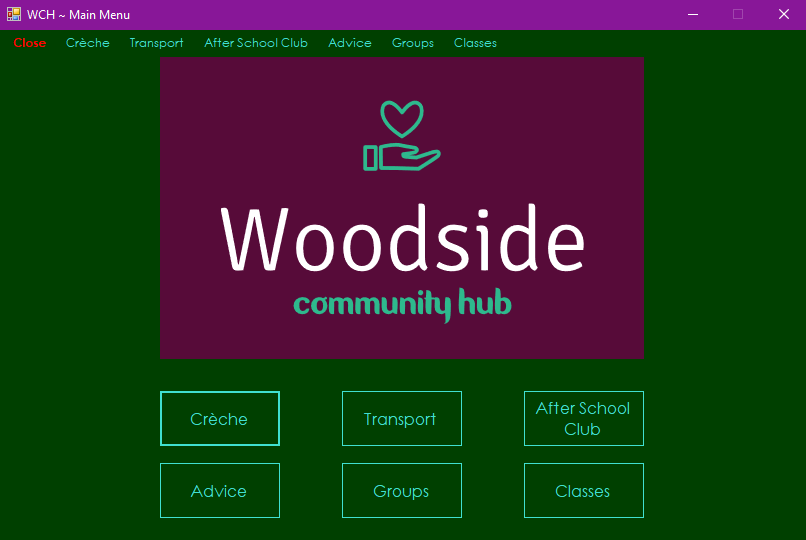 WCH ~ Main Menu
Close Crèche Transport After School Club Advice Groups Classes
Woodside
community hub
Crèche Transport After School
Club
Advice Groups Classes